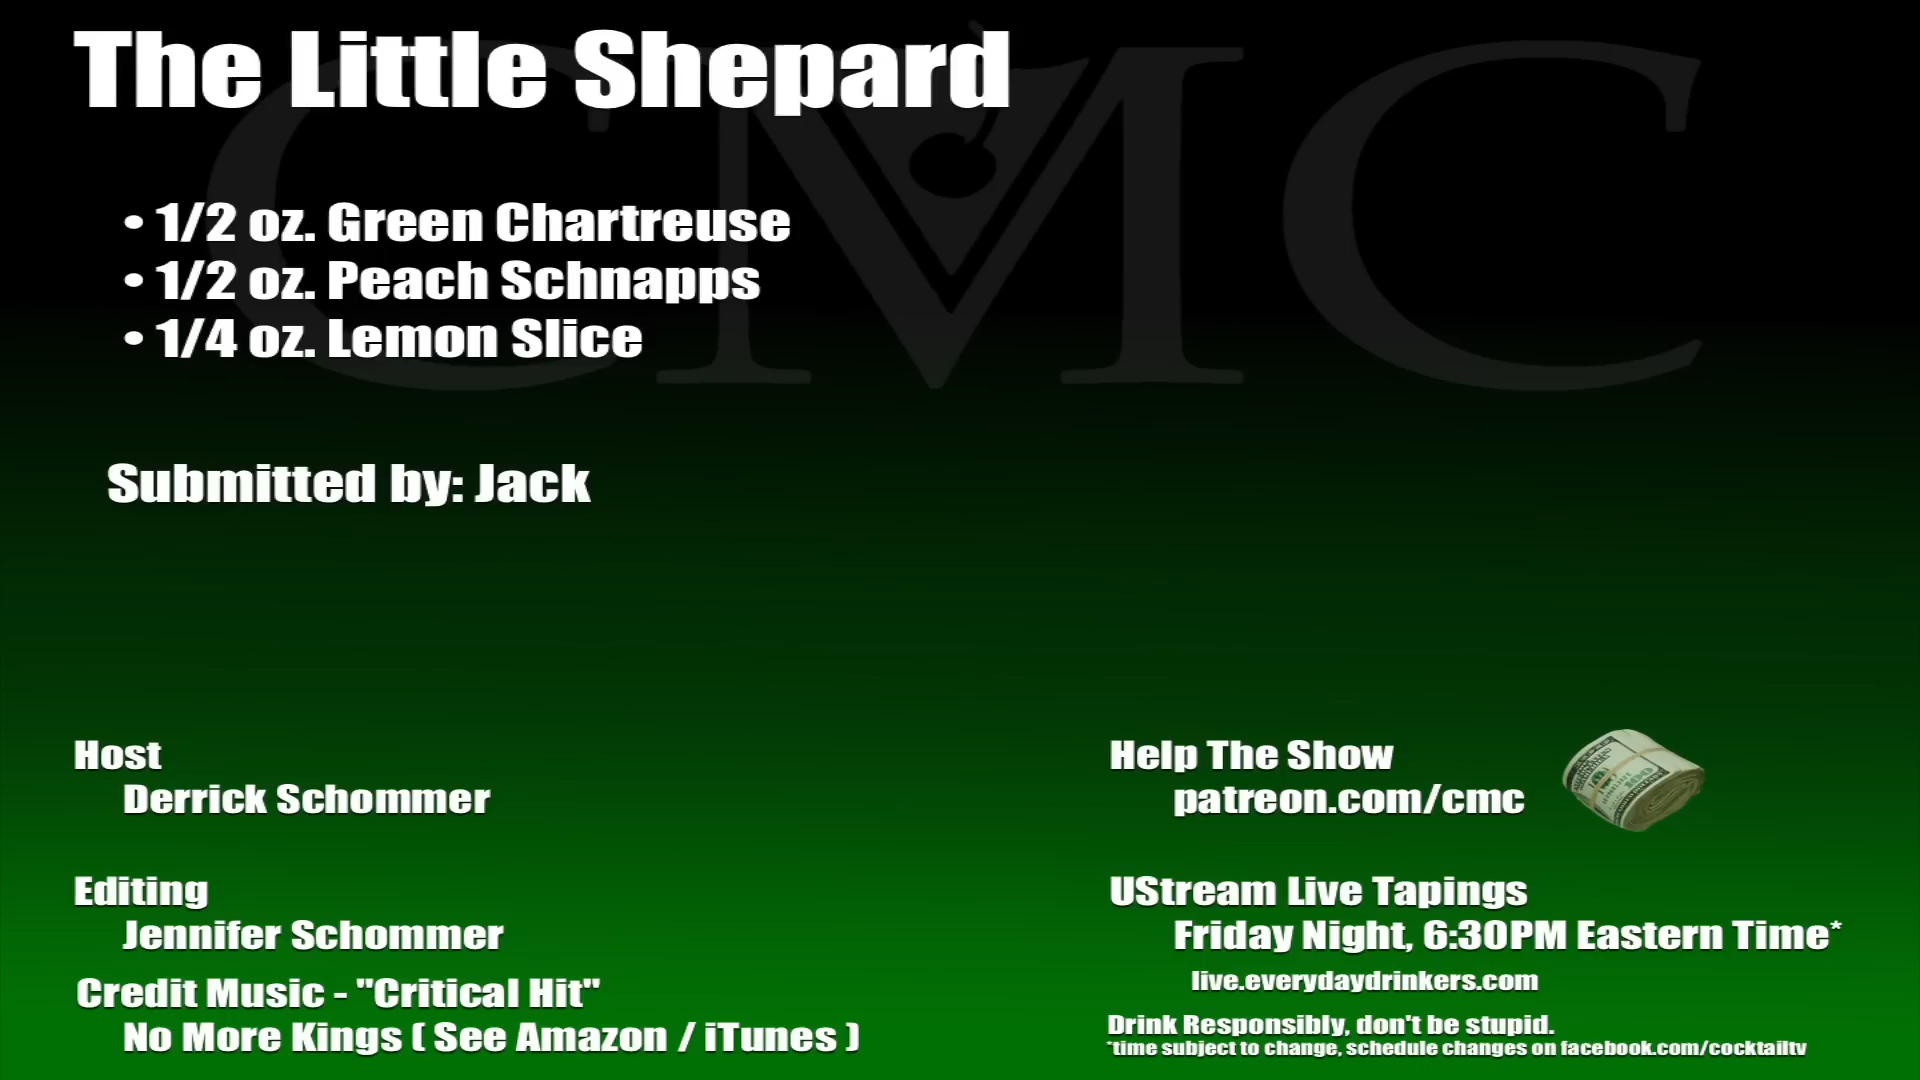 CMC
The Little Shepard
• 1/2 oz. Green Chartreuse
• 1/2 oz. Peach Schnapps
• 1/4 oz. Lemon Slice
Submitted by: Jack
Host
Derrick Schommer
Editing
Jennifer Schommer
Credit Music - "Critical Hit"
No More Kings ( See Amazon / iTunes )
Help The Show
patreon.com/cmc
100
UStream Live Tapings
Friday Night, 6:30PM Eastern Time*
live.everydaydrinkers.com
Drink Responsibly, don't be stupid.
*time subject to change, schedule changes on facebook.com/cocktailtv